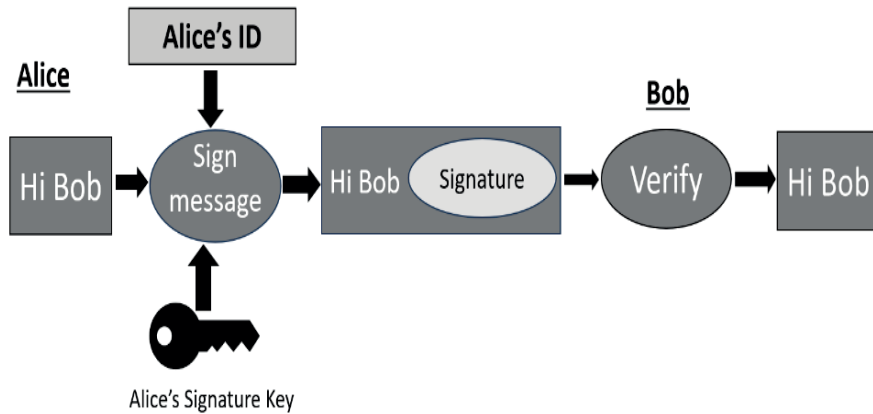 Alice's ID
Alice
Bob
Hi Bob
Sign
message
Hi Bob
Signature
Verify
Hi Bob
Alice's Signature Key